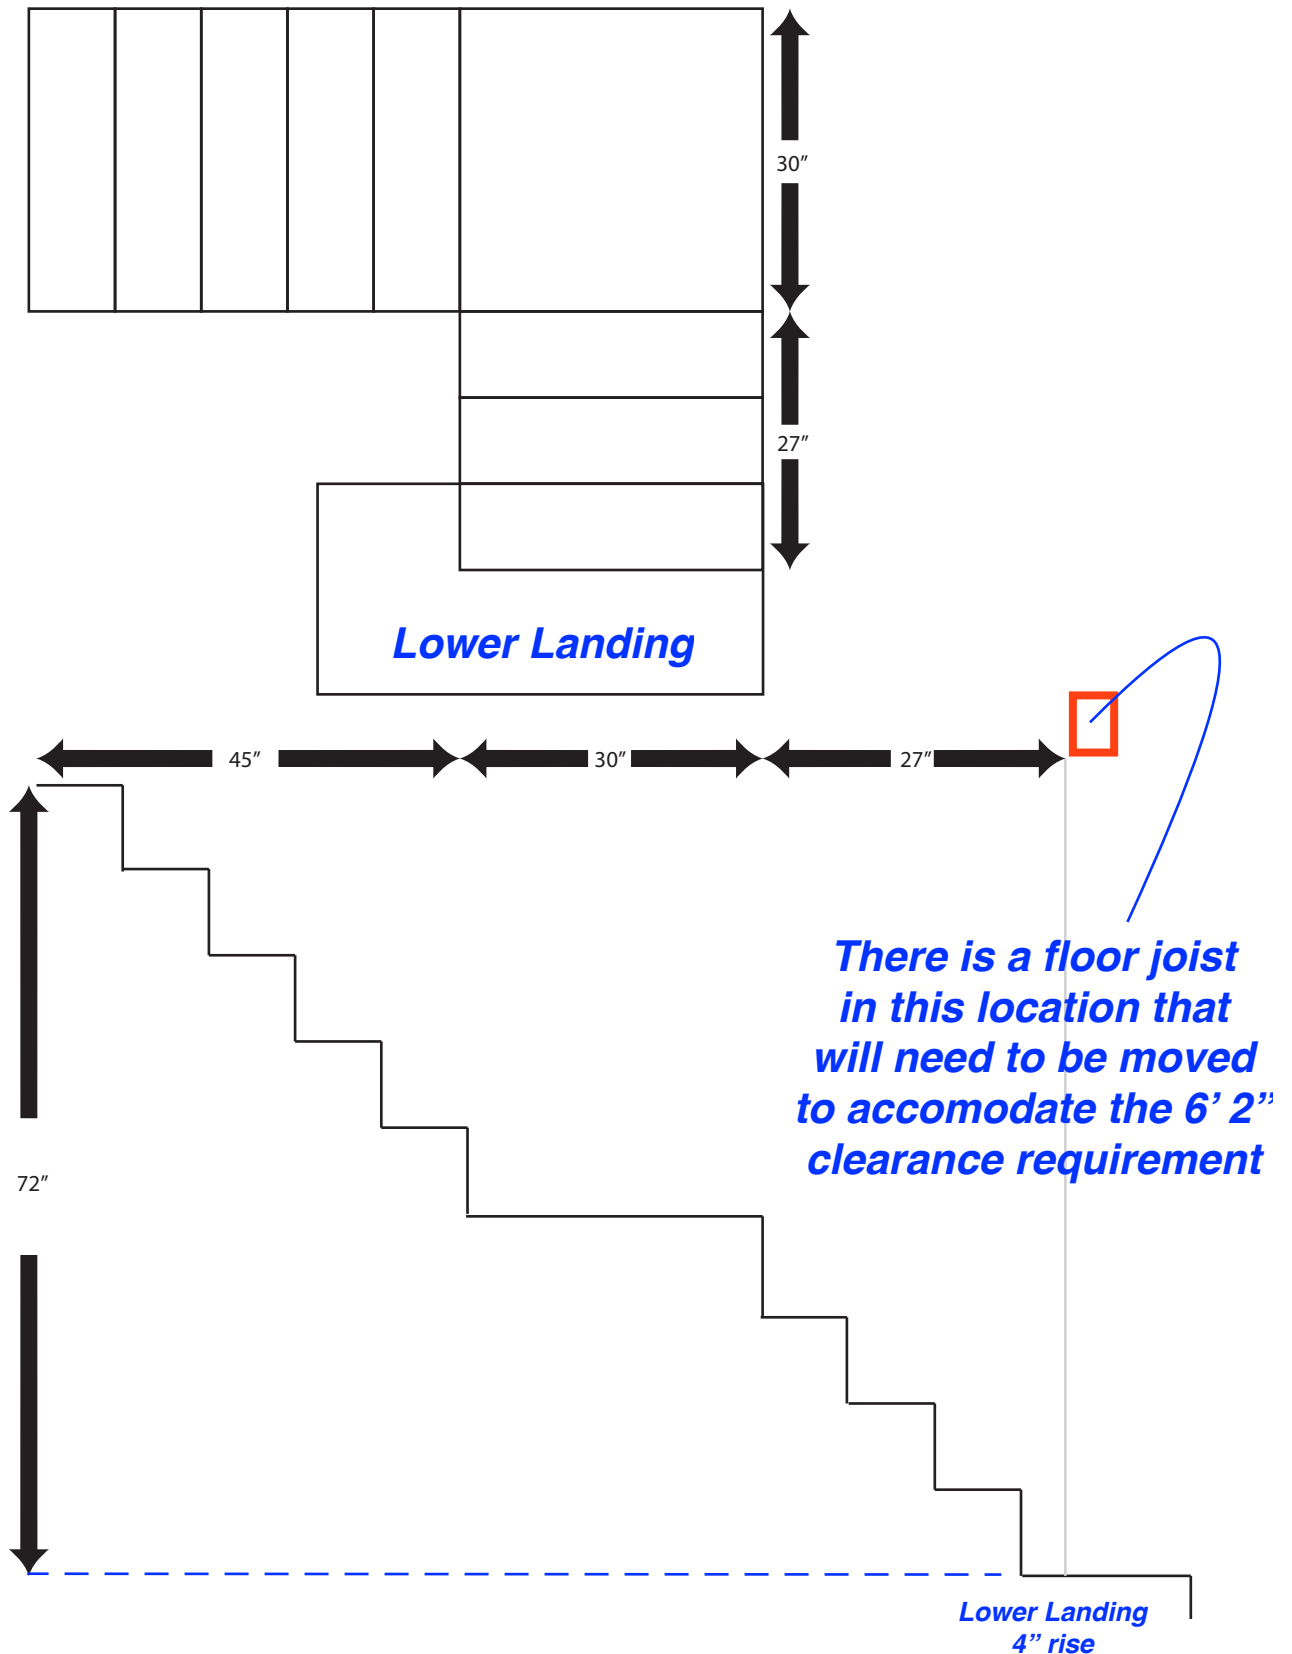 30”
27”
Lower Landing
45”
30”
27”
There is a floor joist
in this location that
will need to be moved
to accomodate the 6’ 2”
clearance requirement
72”
Lower Landing
4” rise